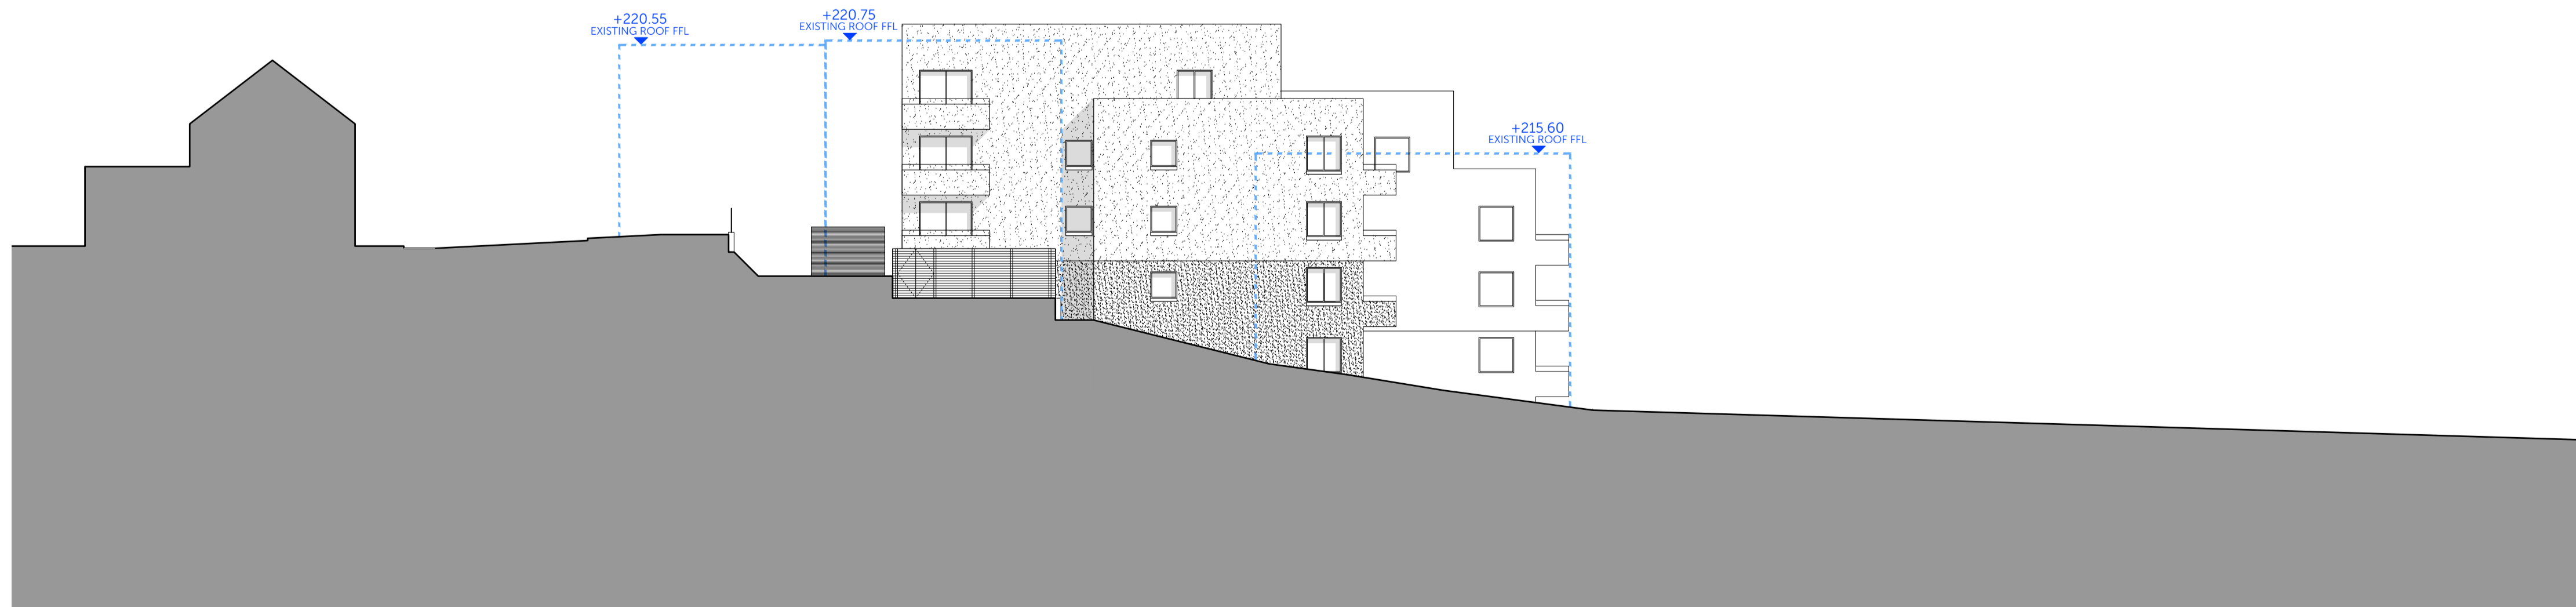 +220.55
EXISTING ROOF FFL
+220.75
EXISTING ROOF FFL
+215.60
EXISTING ROOF FFL